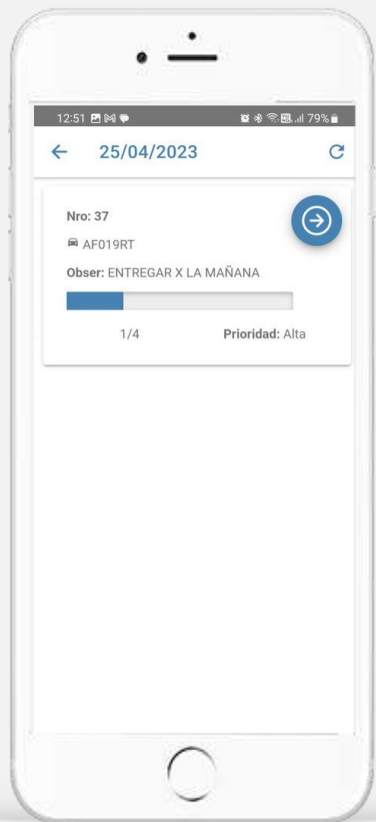 12:51 79%
25/04/2023
Nro: 37
AF019RT
Obser: ENTREGAR X LA MAÑANA
1/4 Prioridad: Alta